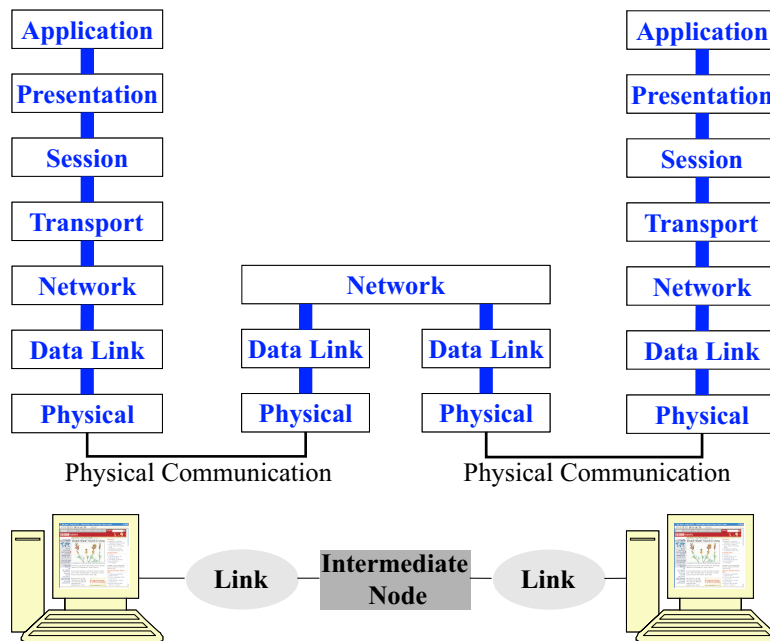 Application
Presentation
Session
Transport
Network
Data Link
Physical
Network
Data Link
Data Link
Physical
Physical
Application
Presentation
Session
Transport
Network
Data Link
Physical
Physical Communication
Physical Communication
Link
Intermediate
Node
Link